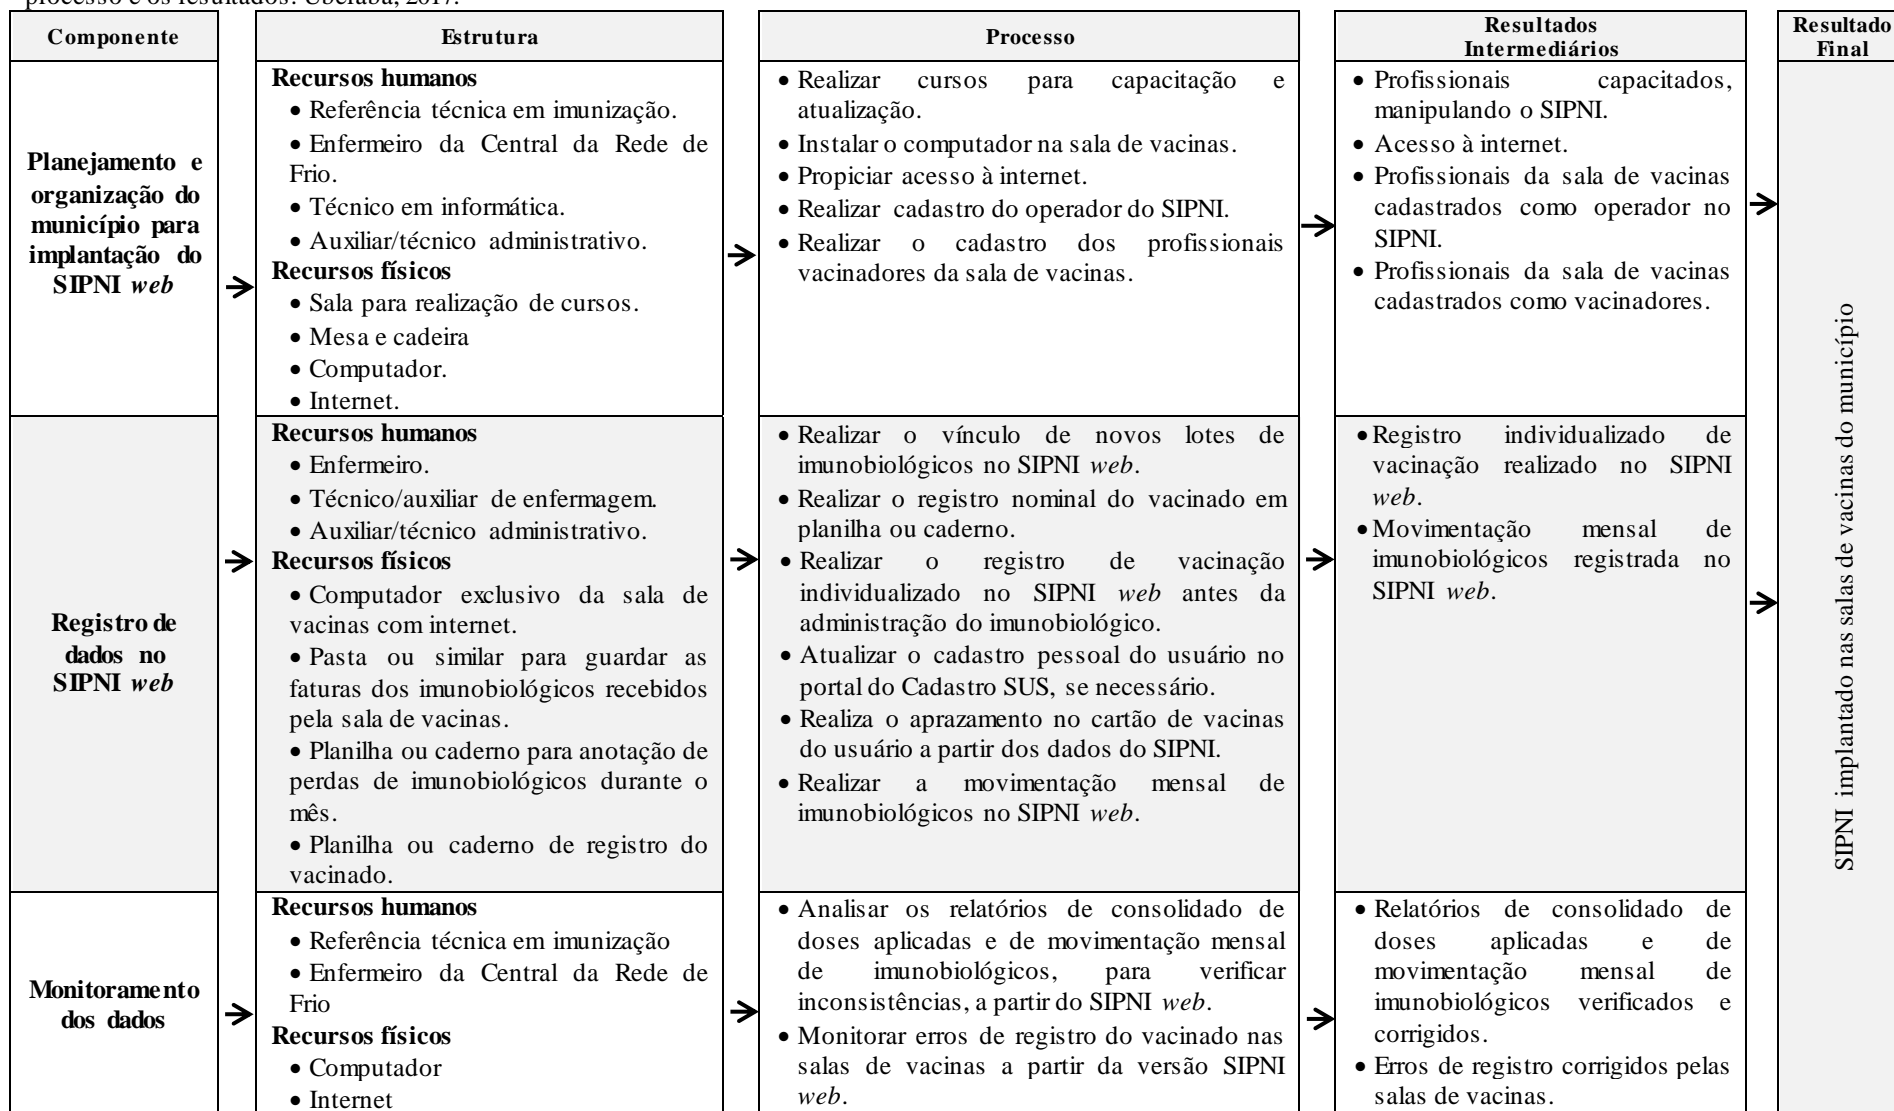 processo e os resultados. Uberaba, 2017.
Componente
Estrutura
Processo
Resultados
Intermediários
Resultado
Final
Planejamento e
organização do
município para
implantação do
SIPNI web
Recursos humanos
• Referência técnica em imunização.
• Enfermeiro da Central da Rede de
Frio.
• Técnico em informática.
• Auxiliar/técnico administrativo.
Recursos físicos
• Sala para realização de cursos.
• Mesa e cadeira
• Computador.
• Internet.
• Realizar cursos para capacitação e
atualização.
• Instalar o computador na sala de vacinas.
• Propiciar acesso à internet.
• Realizar cadastro do operador do SIPNI.
• Realizar o cadastro dos profissionais
vacinadores da sala de vacinas.
• Profissionais capacitados,
manipulando o SIPNI.
• Acesso à internet.
• Profissionais da sala de vacinas
cadastrados como operador no
SIPNI.
• Profissionais da sala de vacinas
cadastrados como vacinadores.
Registro de
dados no
SIPNI web
Recursos humanos
• Enfermeiro.
• Técnico/auxiliar de enfermagem.
• Auxiliar/técnico administrativo.
Recursos físicos
• Computador exclusivo da sala de
vacinas com internet.
• Pasta ou similar para guardar as
faturas dos imunobiológicos recebidos
pela sala de vacinas.
• Planilha ou caderno para anotação de
perdas de imunobiológicos durante o
mês.
• Planilha ou caderno de registro do
vacinado.
• Realizar o vínculo de novos lotes de
imunobiológicos no SIPNI web.
• Realizar o registro nominal do vacinado em
planilha ou caderno.
• Realizar o registro de vacinação
individualizado no SIPNI web antes da
administração do imunobiológico.
• Atualizar o cadastro pessoal do usuário no
portal do Cadastro SUS, se necessário.
• Realiza o aprazamento no cartão de vacinas
do usuário a partir dos dados do SIPNI.
• Realizar a movimentação mensal de
imunobiológicos no SIPNI web.
• Registro individualizado de
vacinação realizado no SIPNI
web.
• Movimentação mensal de
imunobiológicos registrada no
SIPNI web.
Monitoramento
dos dados
Recursos humanos
• Referência técnica em imunização
• Enfermeiro da Central da Rede de
Frio
Recursos físicos
• Computador
• Internet
• Analisar os relatórios de consolidado de
doses aplicadas e de movimentação mensal
de imunobiológicos, para verificar
inconsistências, a partir do SIPNI web.
• Monitorar erros de registro do vacinado nas
salas de vacinas a partir da versão SIPNI
web.
• Relatórios de consolidado de
doses aplicadas e de
movimentação mensal de
imunobiológicos verificados e
corrigidos.
• Erros de registro corrigidos pelas
salas de vacinas.
SIPNI implantado nas salas de vacinas do município